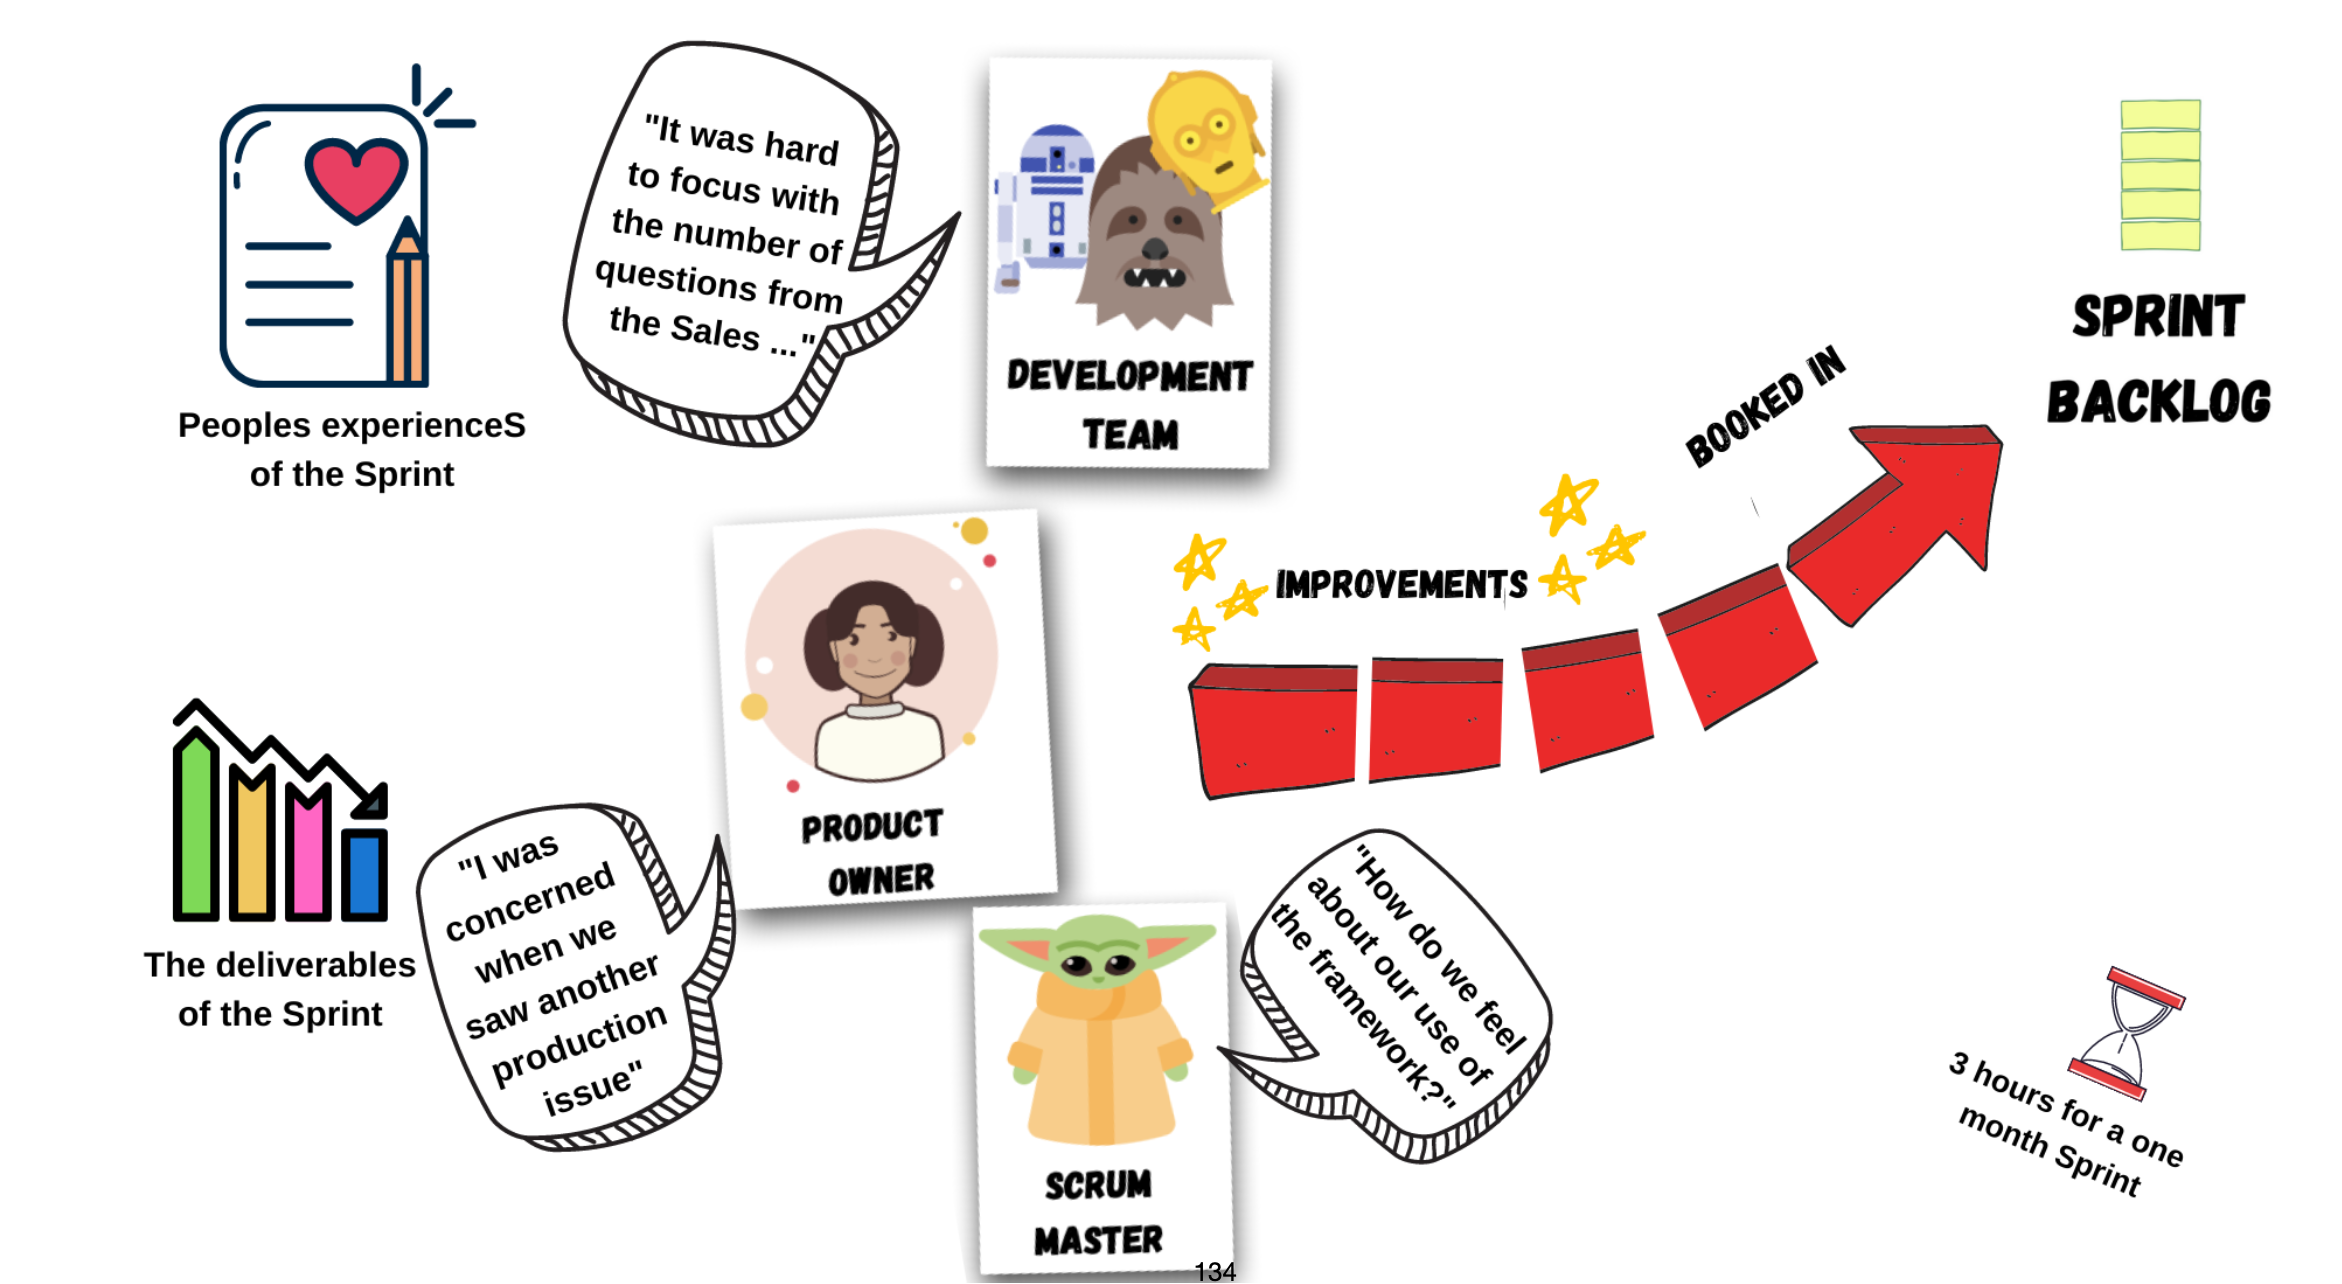 Peoples experienceS
of the Sprint
"It was hard
to focus with
the number of
questions from
the Sales ..."
DEVELOPMENT
TEAM
SPRINT
BACKLOG
BOOKED IN
IMPROVEMENTS
PRODUCT
OWNER
The deliverables
of the Sprint
"I was
concerned
when we
saw another
production
issue"
SCRUM
MASTER
"How do we feel
about our use of
the framework?"
3 hours for a one
month Sprint
134